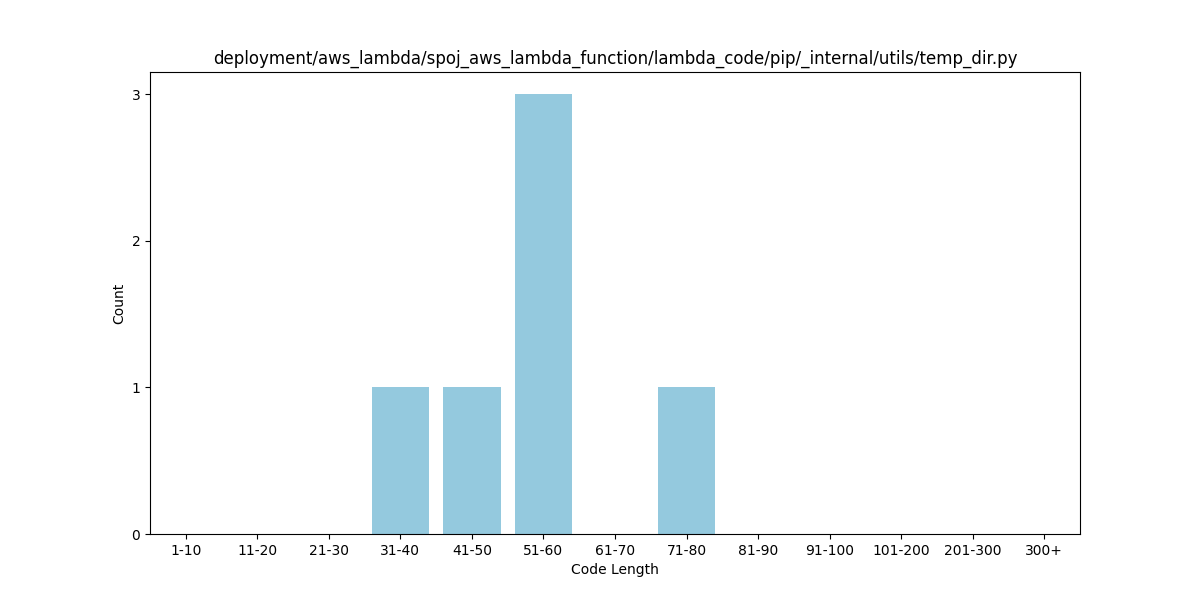 deployment/aws_lambda/spoj_aws_lambda_function/lambda_code/pip/_internal/utils/temp_dir.py
3
2
1
0
Count
1-10 11-20 21-30 31-40 41-50 51-60 61-70 71-80 81-90 91-100 101-200 201-300 300+
Code Length